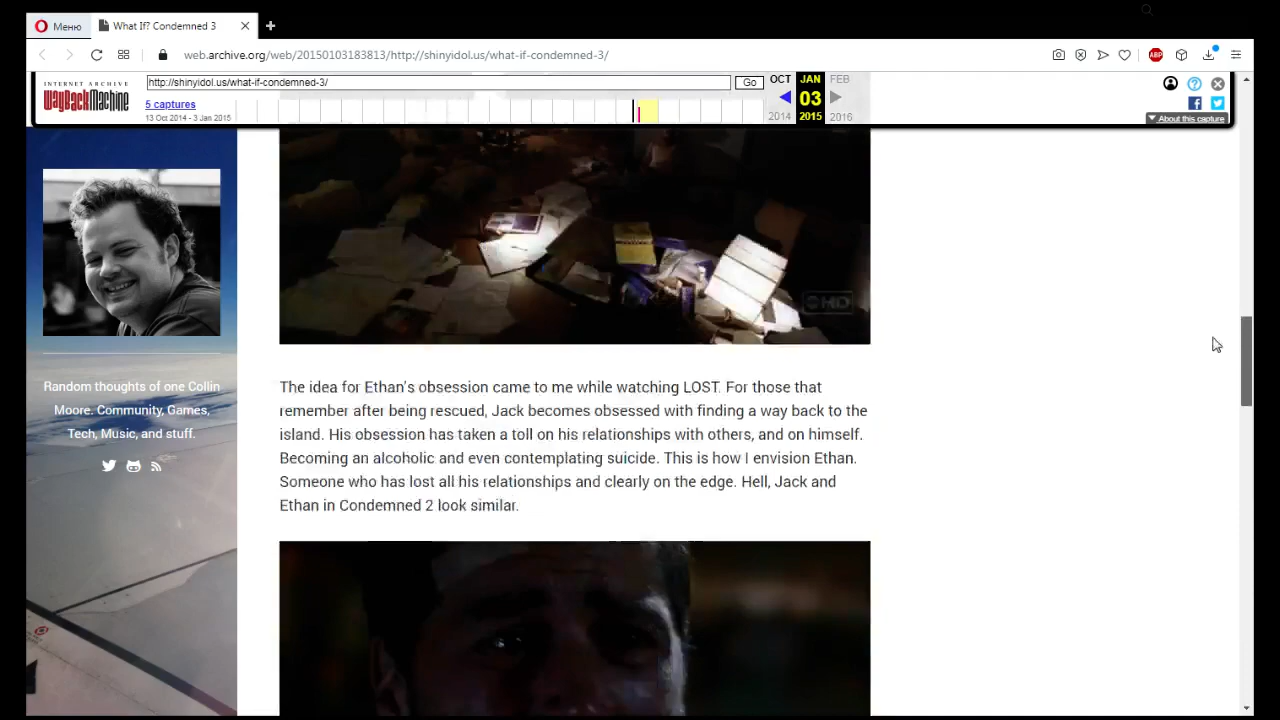 Меню
What If? Condemned 3
web.archive.org/web/20150103183813/http://shinyidol.us/what-if-condemned-3/
ABP
INTERNET ARCHIVE
WayBackMachine
http://shinyidol.us/what-if-condemned-3/
Go
OCT JAN FEB
5 captures
03
13 Oct 2014 - 3 Jan 2015
2014 2015 2016
About this capture
HD
Random thoughts of one Collin
Moore. Community, Games,
Tech, Music, and stuff.
The idea for Ethan's obsession came to me while watching LOST. For those that
remember after being rescued, Jack becomes obsessed with finding a way back to the
island. His obsession has taken a toll on his relationships with others, and on himself.
Becoming an alcoholic and even contemplating suicide. This is how I envision Ethan.
Someone who has lost all his relationships and clearly on the edge. Hell, Jack and
Ethan in Condemned 2 look similar.